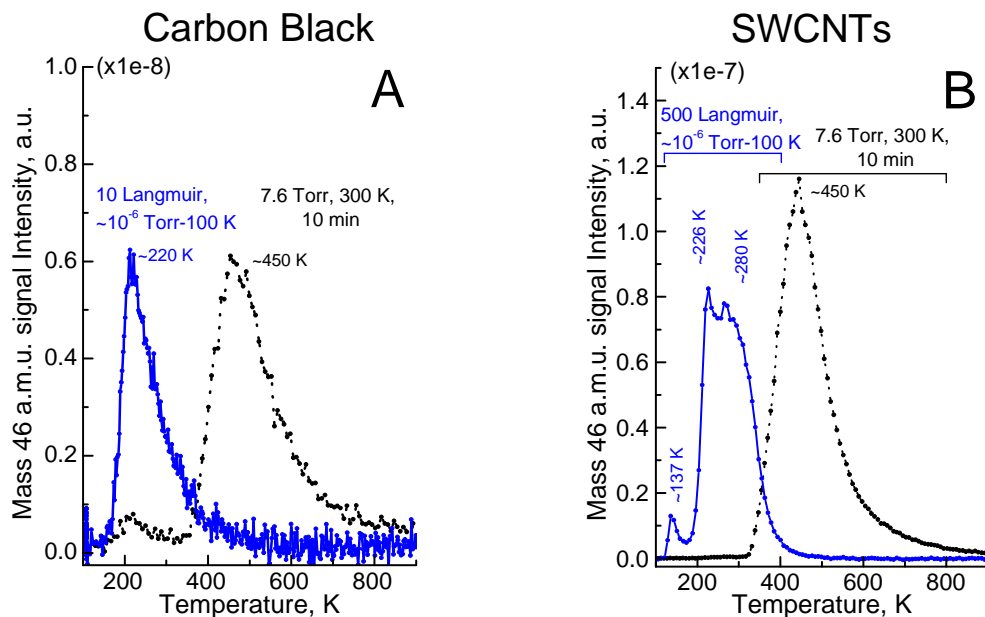 Carbon Black
SWCNTs
(x1e-8)
A
10 Langmuir,
~10⁻⁶ Torr-100 K
7.6 Torr, 300 K,
10 min
~220 K
~450 K
1.0
0.8
0.6
0.4
0.2
0.0
200 400 600 800
Temperature, K
Mass 46 a.m.u. signal Intensity, a.u.
(x1e-7)
B
500 Langmuir,
~10⁻⁶ Torr-100 K
7.6 Torr, 300 K,
10 min
~450 K
~226 K
~280 K
~137 K
1.4
1.2
1.0
0.8
0.6
0.4
0.2
0.0
200 400 600 800
Temperature, K
Mass 46 a.m.u. signal Intensity, a.u.